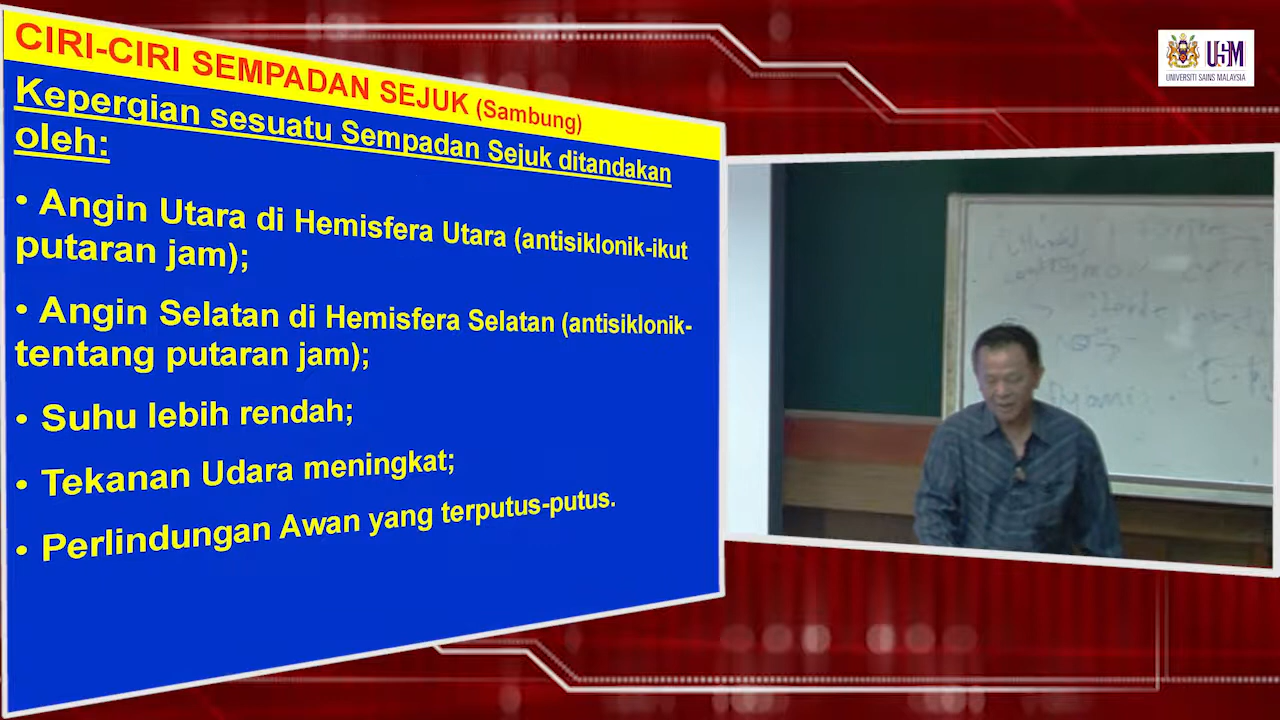 CIRI-CIRI SEMPADAN SEJUK (Sambung)
Kepergian sesuatu Sempadan Sejuk ditandakan
oleh:
• Angin Utara di Hemisfera Utara (antisiklonik-ikut
putaran jam);
• Angin Selatan di Hemisfera Selatan (antisiklonik-
tentang putaran jam);
• Suhu lebih rendah;
• Tekanan Udara meningkat;
• Perlindungan Awan yang terputus-putus.
USM
UNIVERSITI SAINS MALAYSIA